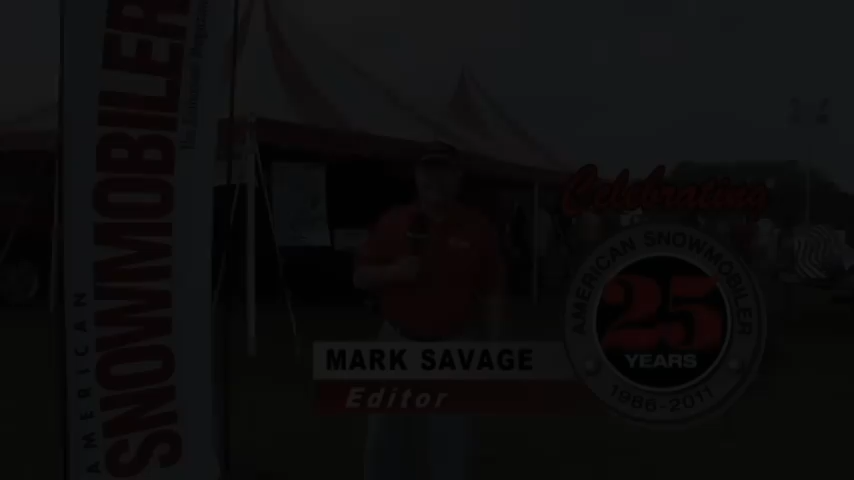 AMERICAN
SNOWMOBILER
Celebrating
AMERICAN SNOWMOBILER
25
YEARS
1986-2011
MARK SAVAGE
Editor